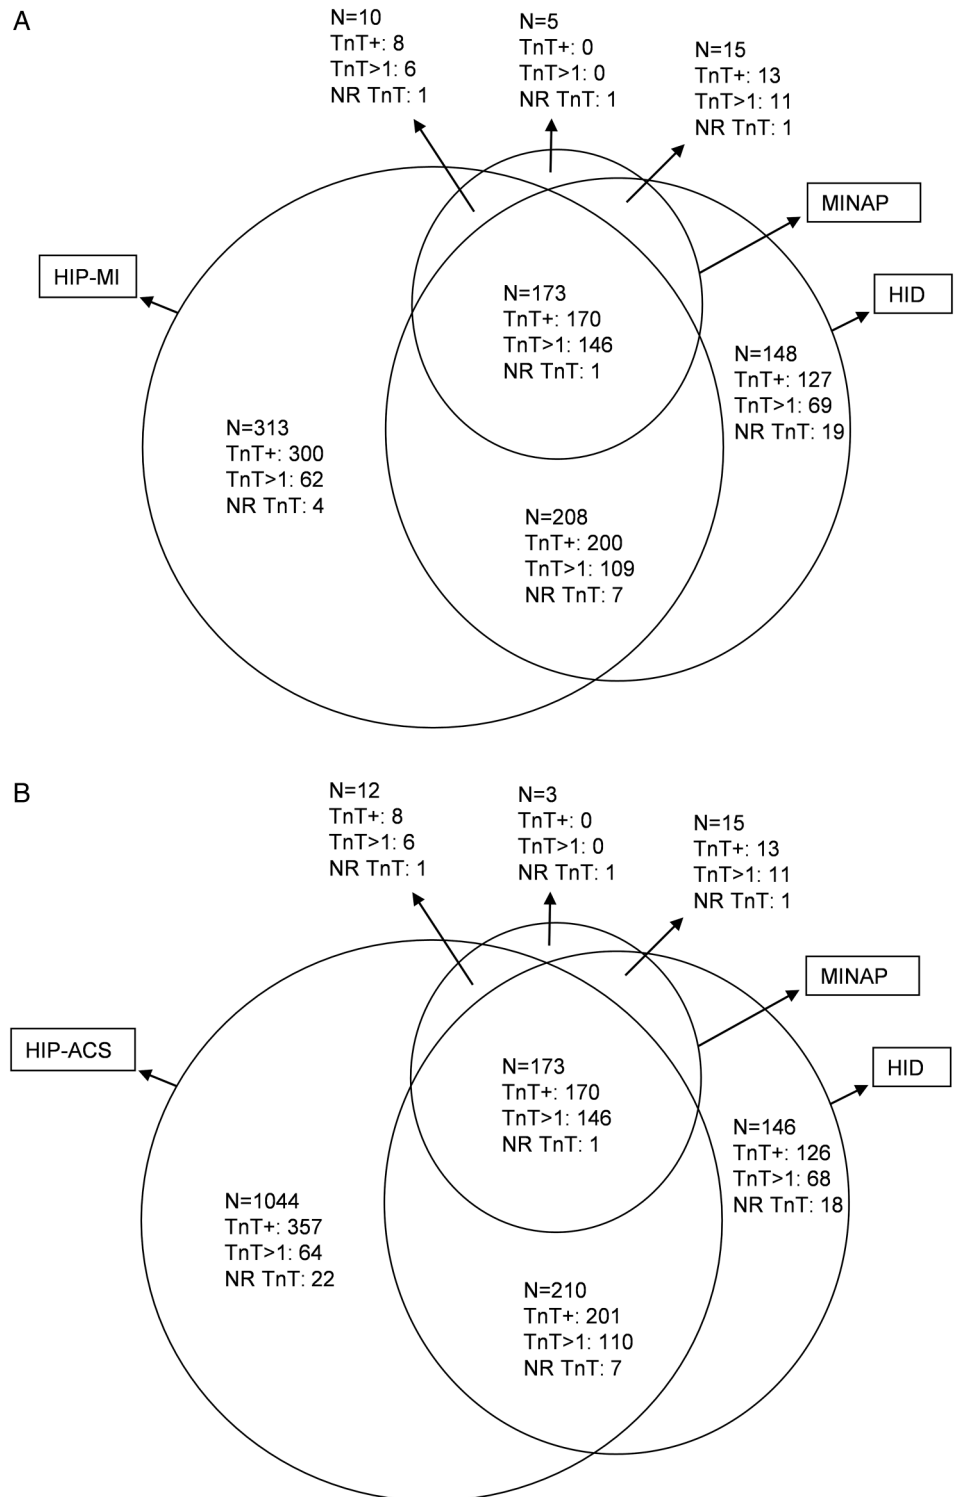 A
N=10
TnT+: 8
TnT>1: 6
NR TnT: 1
N=5
TnT+: 0
TnT>1: 0
NR TnT: 1
N=15
TnT+: 13
TnT>1: 11
NR TnT: 1
MINAP
HIP-MI
HID
N=173
TnT+: 170
TnT>1: 146
NR TnT: 1
N=148
TnT+: 127
TnT>1: 69
NR TnT: 19
N=313
TnT+: 300
TnT>1: 62
NR TnT: 4
N=208
TnT+: 200
TnT>1: 109
NR TnT: 7
B
N=12
TnT+: 8
TnT>1: 6
NR TnT: 1
N=3
TnT+: 0
TnT>1: 0
NR TnT: 1
N=15
TnT+: 13
TnT>1: 11
NR TnT: 1
MINAP
HIP-ACS
HID
N=173
TnT+: 170
TnT>1: 146
NR TnT: 1
N=146
TnT+: 126
TnT>1: 68
NR TnT: 18
N=1044
TnT+: 357
TnT>1: 64
NR TnT: 22
N=210
TnT+: 201
TnT>1: 110
NR TnT: 7